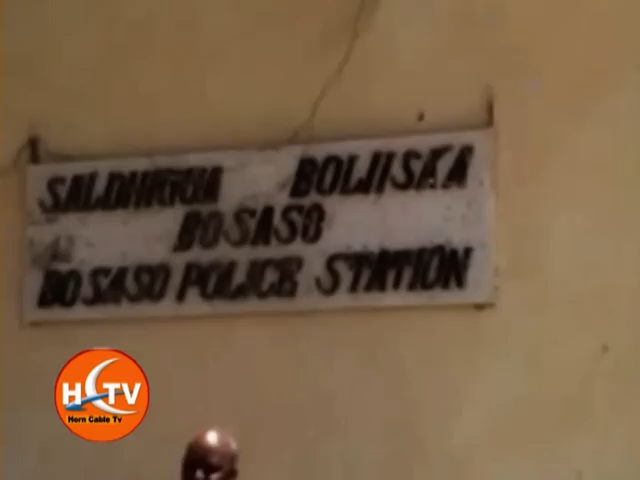 SALDHIGGA BOLIISKA
BOSASO
BOSASO POLICE STATION
HCTV
Horn Cable Tv